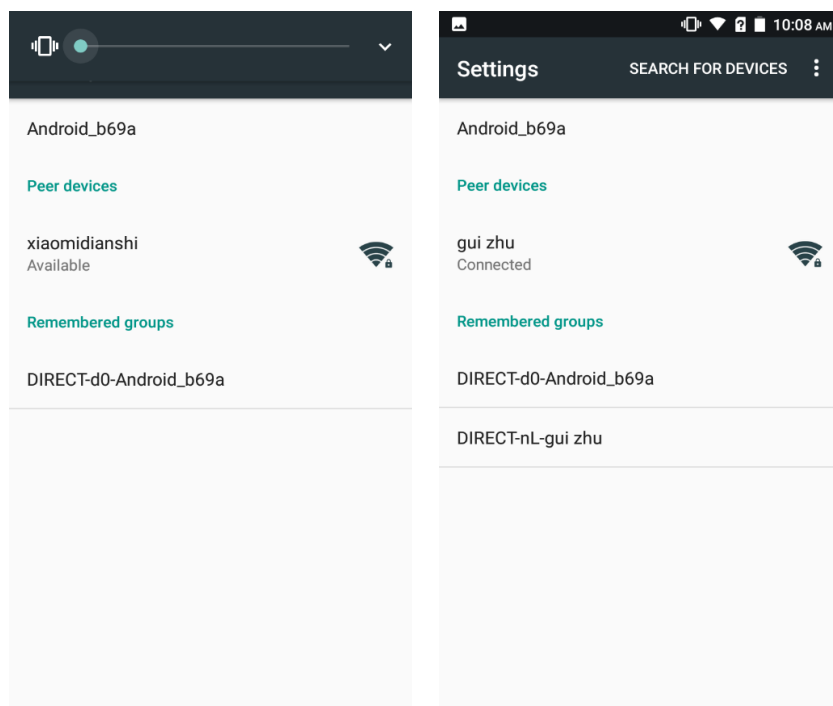 Android_b69a
Peer devices
xiaomidianshi
Available
Remembered groups
DIRECT-d0-Android_b69a
10:08 AM
Settings
SEARCH FOR DEVICES
Android_b69a
Peer devices
gui zhu
Connected
Remembered groups
DIRECT-d0-Android_b69a
DIRECT-nL-gui zhu